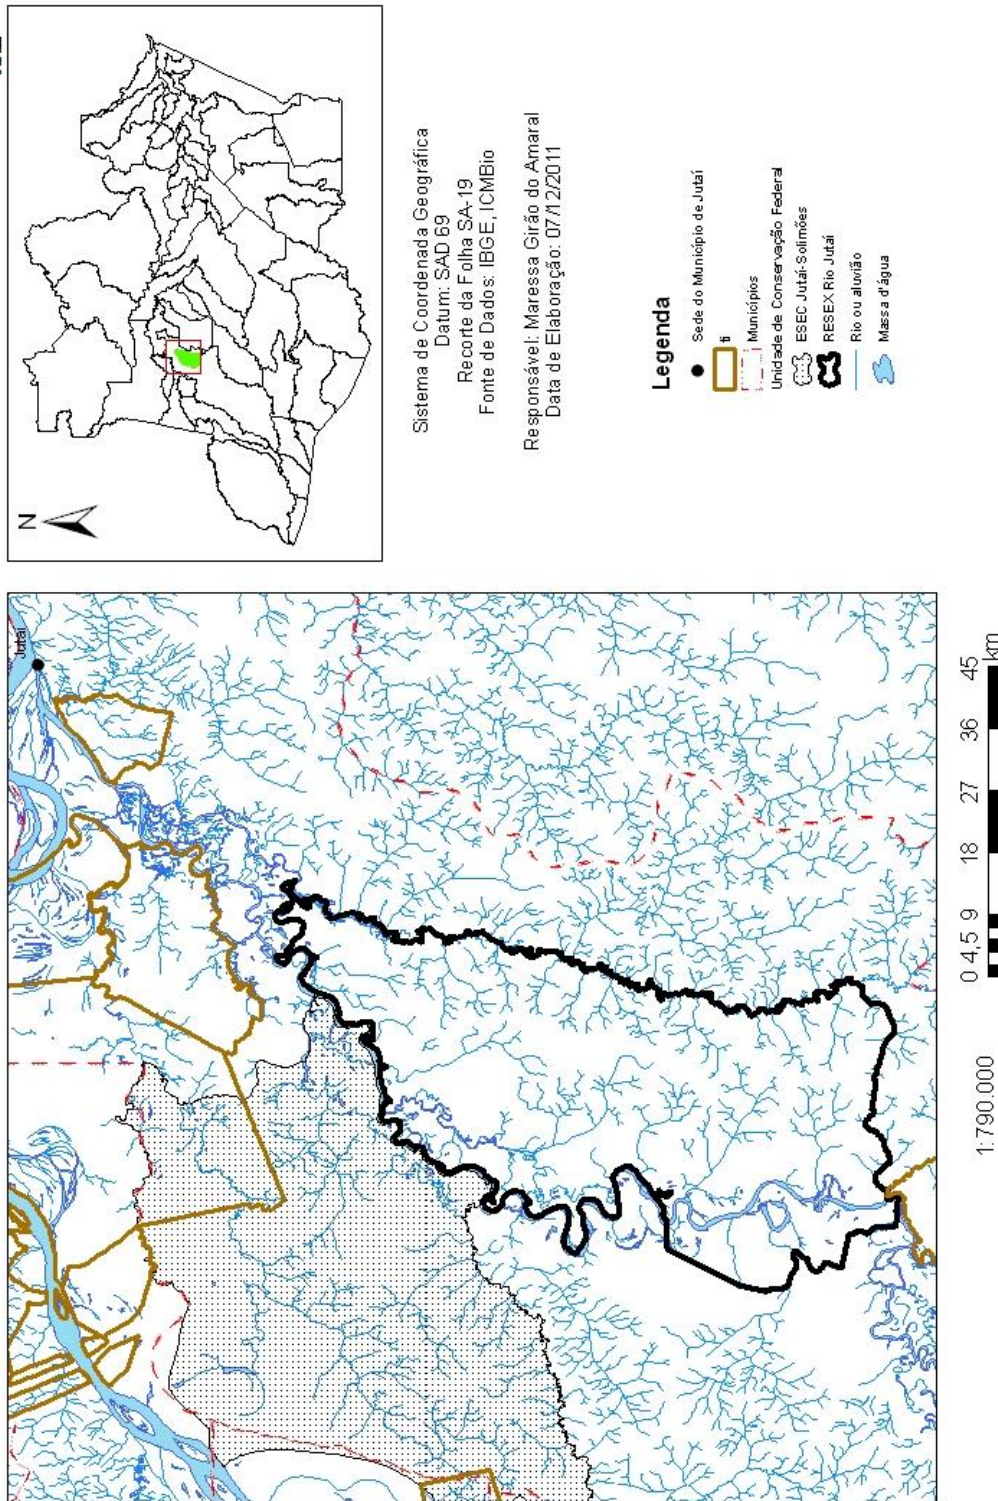 N
Sistema de Coordenada Geográfica
Datum: SAD 69
Recorte da Folha SA-19
Fonte de Dados: IBGE, ICMBio
Responsável: Maressa Girão do Amaral
Data de Elaboração: 07/12/2011
Legenda
Sede do Município de Jutaí
ti
Municípios
Unidade de Conservação Federal
ESEC Jutaí-Solimões
RESEX Rio Jutaí
Rio ou aluvião
Massa d'água
Jutaí
0 4,5 9 18 27 36 45
km
1:790.000